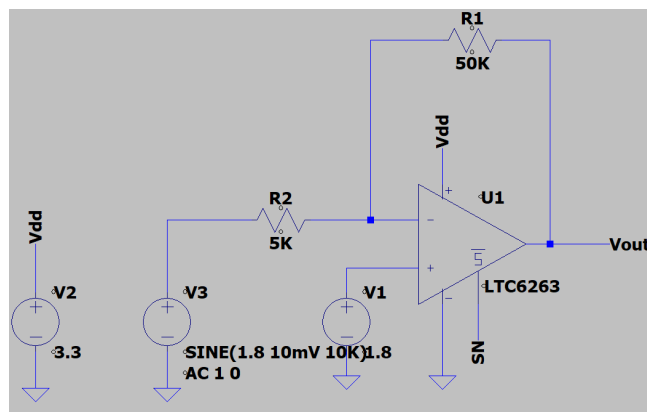 R1
50K
Vdd
U1
R2
5K
LTC6263
5
SN
Vout
Vdd
V2
3.3
V3
SINE(1.8 10mV 10K)
AC 1 0
V1
1.8